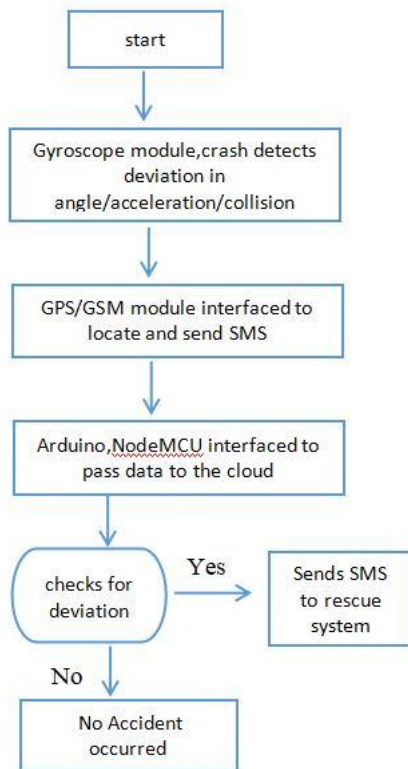 start
Gyroscope module,crash detects
deviation in
angle/acceleration/collision
GPS/GSM module interfaced to
locate and send SMS
Arduino,NodeMCU interfaced to
pass data to the cloud
checks for
deviation
Yes
Sends SMS
to rescue
system
No
No Accident
occurred